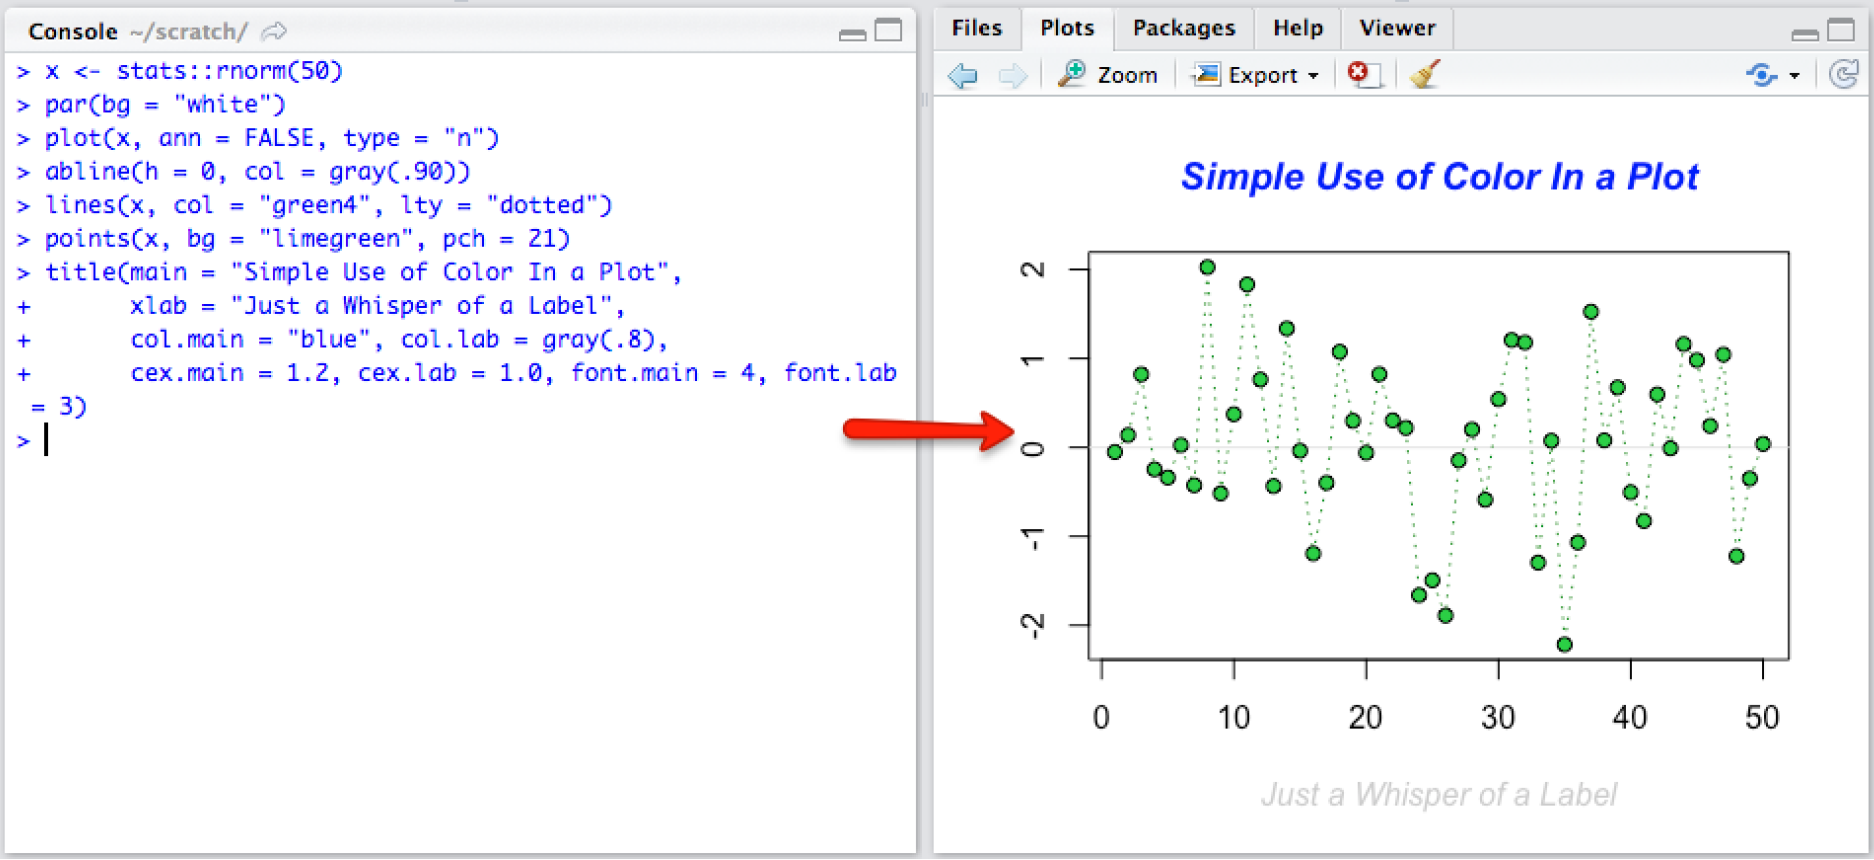 Console ~/scratch/
> x <- stats::rnorm(50)
> par(bg = "white")
> plot(x, ann = FALSE, type = "n")
> abline(h = 0, col = gray(.90))
> lines(x, col = "green4", lty = "dotted")
> points(x, bg = "limegreen", pch = 21)
> title(main = "Simple Use of Color In a Plot",
+       xlab = "Just a Whisper of a Label",
+       col.main = "blue", col.lab = gray(.8),
+       cex.main = 1.2, cex.lab = 1.0, font.main = 4, font.lab
 = 3)
>
Files Plots Packages Help Viewer
Zoom Export
Simple Use of Color In a Plot
2
1
0
-1
-2
0 10 20 30 40 50
Just a Whisper of a Label